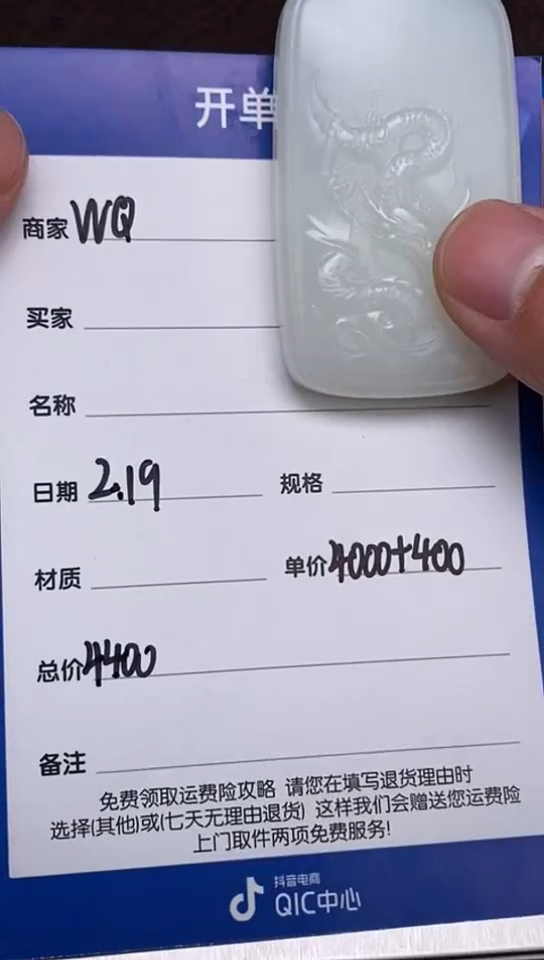 开单
商家 WQ
买家
名称
日期 2.19 规格
材质 单价 4000+400
总价 4400
备注
免费领取运费险攻略 请您在填写退货理由时
选择(其他)或(七天无理由退货) 这样我们会赠送您运费险
上门取件两项免费服务!
抖音电商
QIC中心